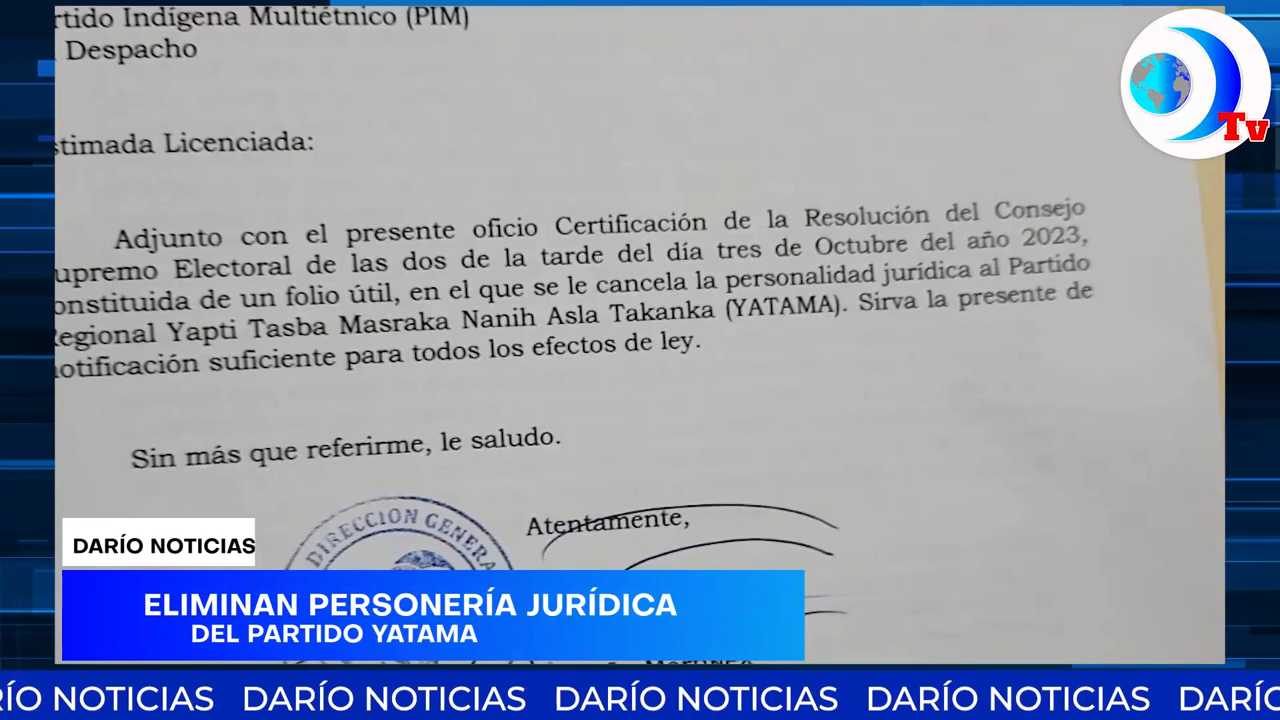 rtido Indígena Multiétnico (PIM)
Despacho
stimada Licenciada:
Adjunto con el presente oficio Certificación de la Resolución del Consejo
upremo Electoral de las dos de la tarde del día tres de Octubre del año 2023,
onstituida de un folio útil, en el que se le cancela la personalidad jurídica al Partido
Regional Yapti Tasba Masraka Nanih Asla Takanka (YATAMA). Sirva la presente de
notificación suficiente para todos los efectos de ley.
Sin más que referirme, le saludo.
Atentamente,
DIRECCION GENERA
Tv
DARÍO NOTICIAS
ELIMINAN PERSONERÍA JURÍDICA
DEL PARTIDO YATAMA
RÍO NOTICIAS DARÍO NOTICIAS DARÍO NOTICIAS DARÍO NOTICIAS DARÍO